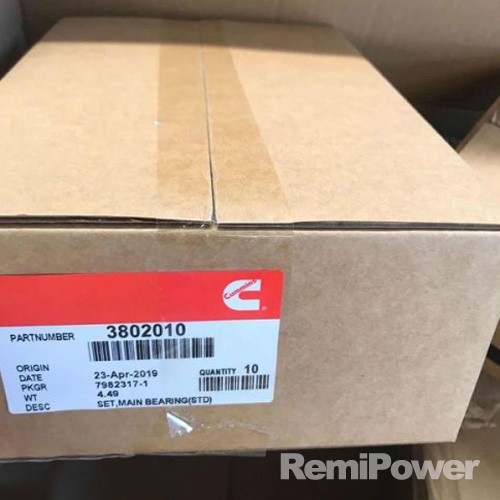 Cummins
PARTNUMBER 3802010
ORIGIN
DATE 23-Apr-2019 QUANTITY 10
PKGR 7982317-1
WT 4.49
DESC SET,MAIN BEARING(STD)
RemiPower